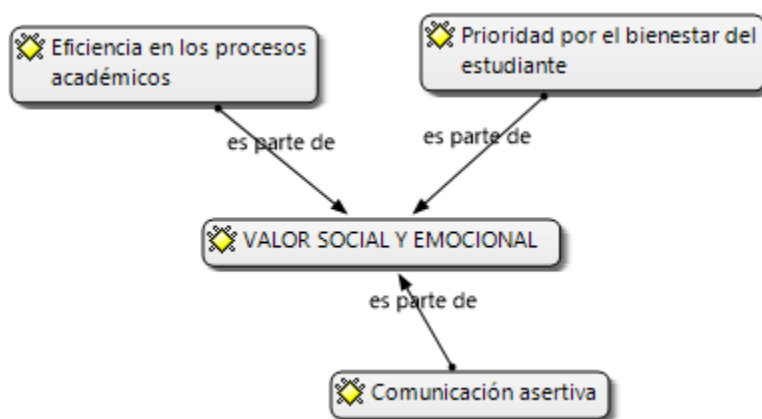 Eficiencia en los procesos
académicos
Prioridad por el bienestar del
estudiante
es parte de
es parte de
VALOR SOCIAL Y EMOCIONAL
es parte de
Comunicación asertiva